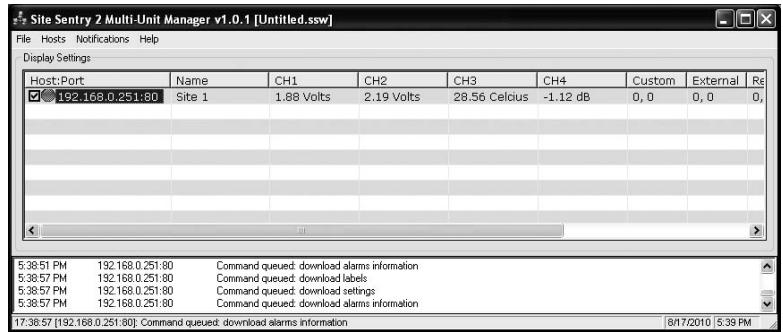 Site Sentry 2 Multi-Unit Manager v1.0.1 [Untitled.ssw]
File Hosts Notifications Help
Display Settings
Host:Port Name CH1 CH2 CH3 CH4 Custom External Re
192.168.0.251:80 Site 1 1.88 Volts 2.19 Volts 28.56 Celcius -1.12 dB 0, 0 0, 0 0,
5:38:51 PM 192.168.0.251:80 Command queued: download alarms information
5:38:57 PM 192.168.0.251:80 Command queued: download labels
5:38:57 PM 192.168.0.251:80 Command queued: download settings
5:38:57 PM 192.168.0.251:80 Command queued: download alarms information
17:38:57 [192.168.0.251:80]: Command queued: download alarms information 8/17/2010 5:39 PM